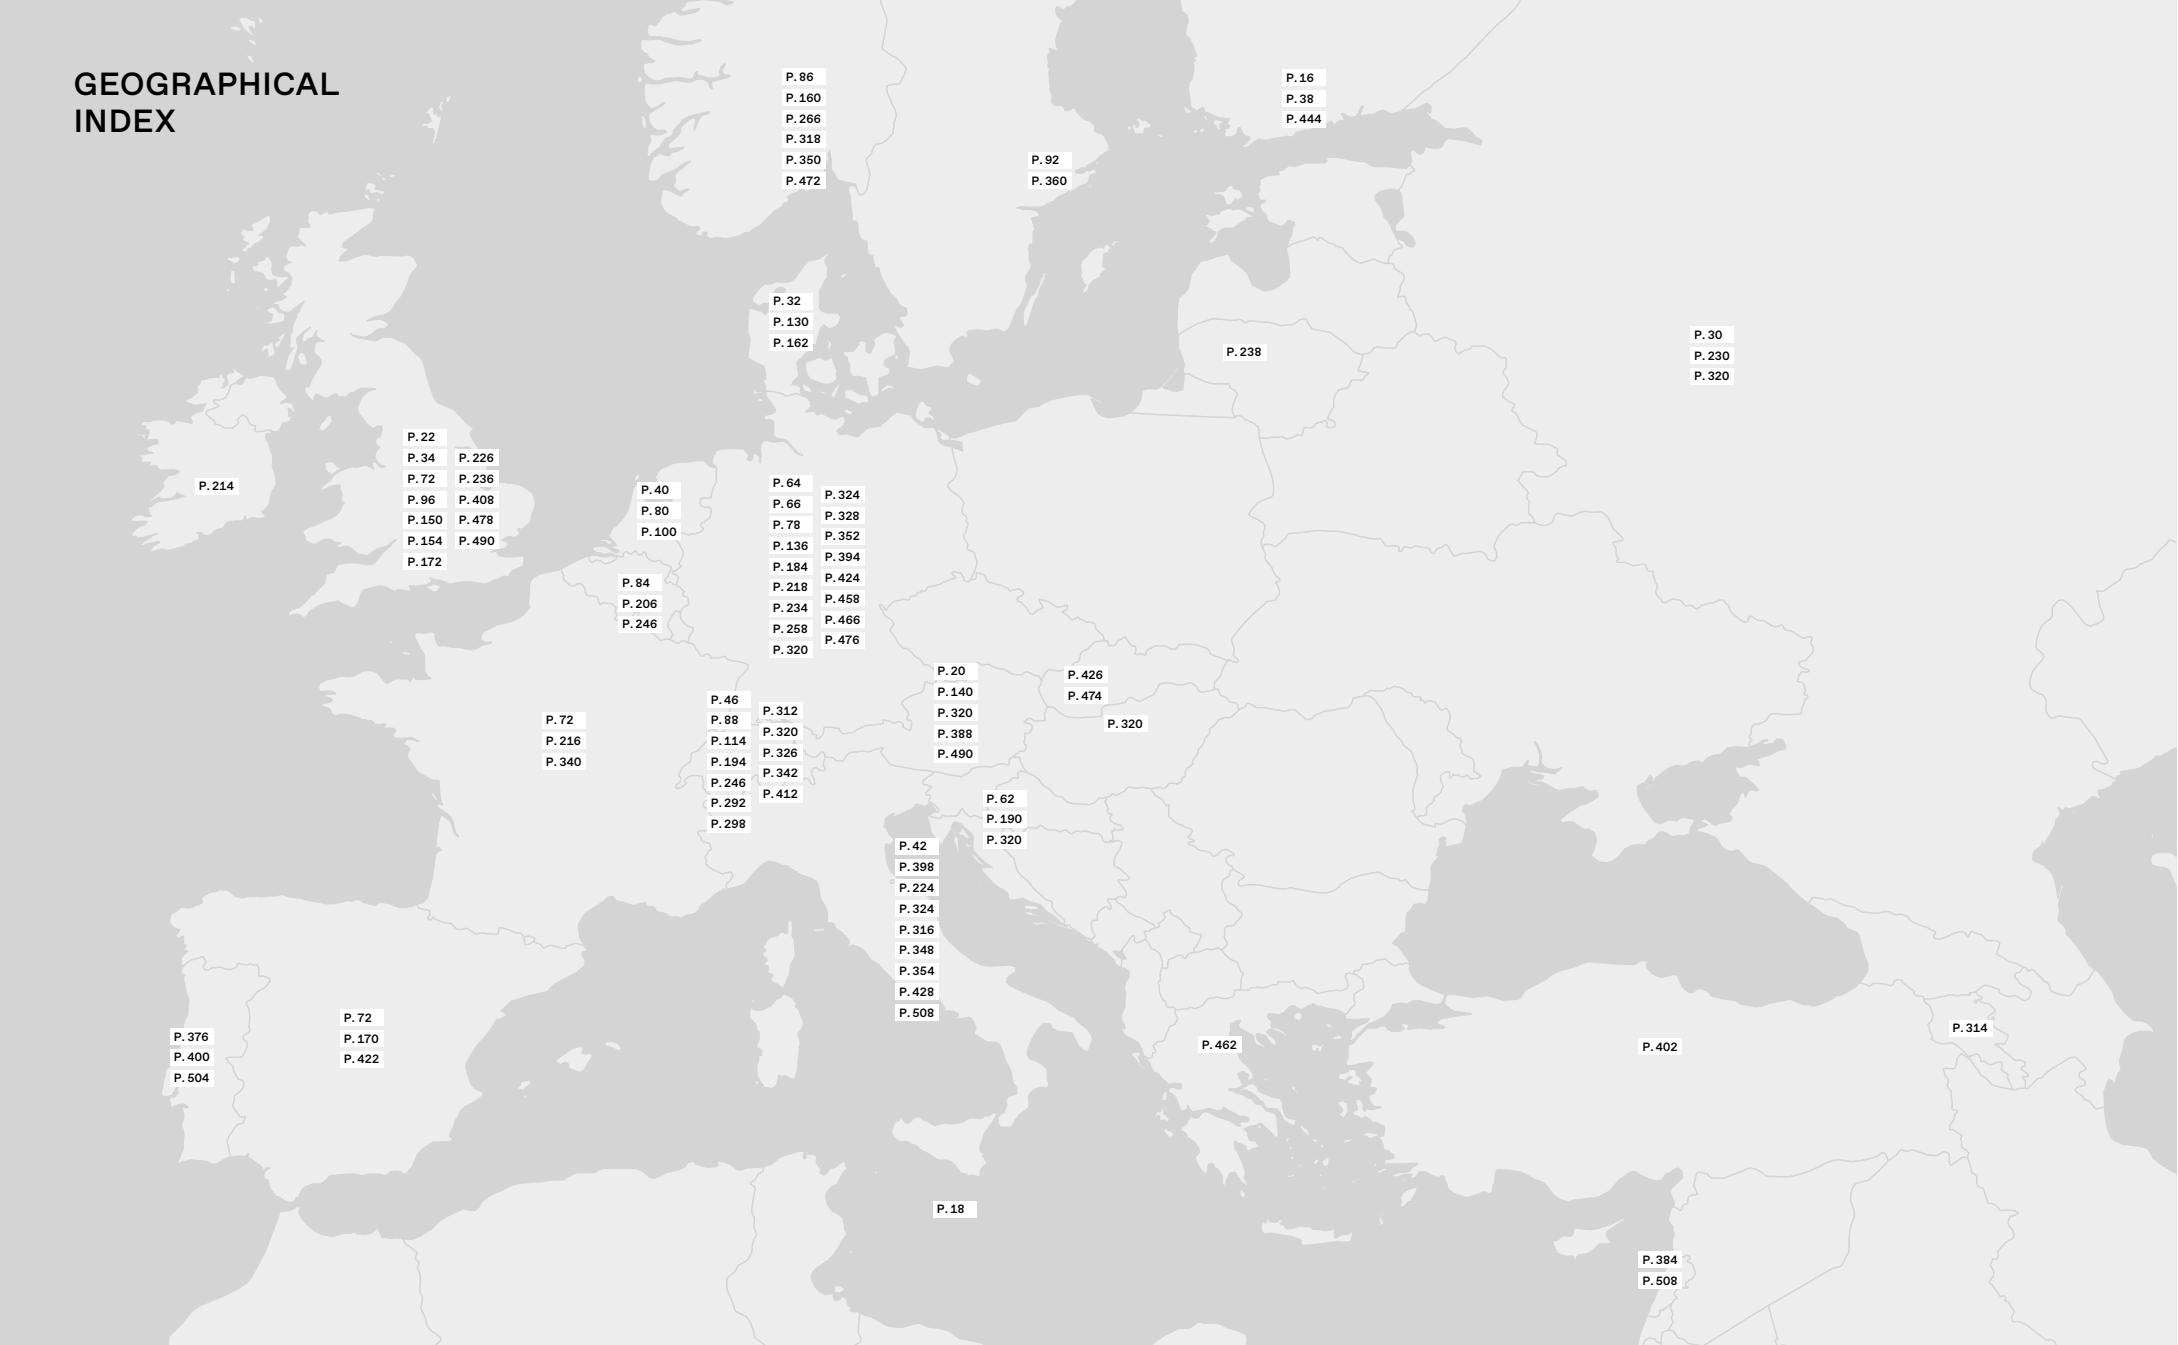 GEOGRAPHICAL
INDEX
P. 86
P. 160
P. 266
P. 318
P. 350
P. 472
P. 16
P. 38
P. 444
P. 92
P. 360
P. 32
P. 130
P. 162
P. 238
P. 30
P. 230
P. 320
P. 214
P. 22
P. 34
P. 72
P. 96
P. 150
P. 154
P. 172
P. 226
P. 236
P. 408
P. 478
P. 490
P. 40
P. 80
P. 100
P. 84
P. 206
P. 246
P. 64
P. 66
P. 78
P. 136
P. 184
P. 218
P. 234
P. 258
P. 320
P. 324
P. 328
P. 352
P. 394
P. 424
P. 458
P. 466
P. 476
P. 72
P. 216
P. 340
P. 46
P. 88
P. 114
P. 194
P. 246
P. 292
P. 298
P. 312
P. 320
P. 326
P. 342
P. 412
P. 20
P. 140
P. 320
P. 388
P. 490
P. 426
P. 474
P. 320
P. 62
P. 190
P. 320
P. 42
P. 398
P. 224
P. 324
P. 316
P. 348
P. 354
P. 428
P. 508
P. 376
P. 400
P. 504
P. 72
P. 170
P. 422
P. 462
P. 402
P. 314
P. 18
P. 384
P. 508